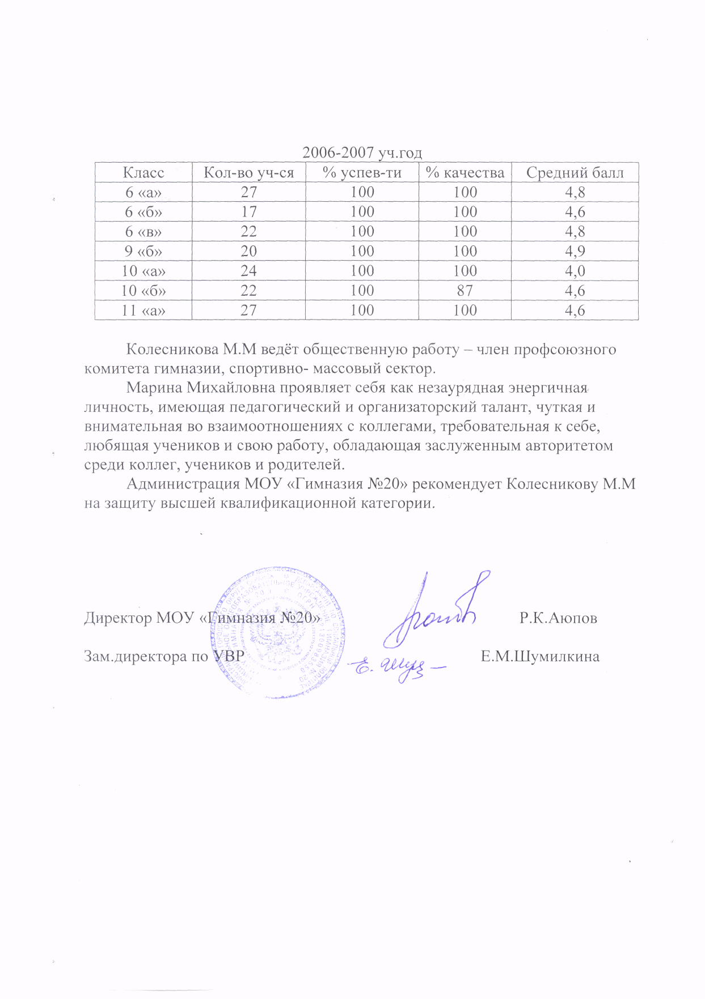 2006-2007 уч.год
Класс Кол-во уч-ся % успев-ти % качества Средний балл
6 «а» 27 100 100 4,8
6 «б» 17 100 100 4,6
6 «в» 22 100 100 4,8
9 «б» 20 100 100 4,9
10 «а» 24 100 100 4,0
10 «б» 22 100 87 4,6
11 «а» 27 100 100 4,6
Колесникова М.М ведёт общественную работу – член профсоюзного
комитета гимназии, спортивно- массовый сектор.
Марина Михайловна проявляет себя как незаурядная энергичная
личность, имеющая педагогический и организаторский талант, чуткая и
внимательная во взаимоотношениях с коллегами, требовательная к себе,
любящая учеников и свою работу, обладающая заслуженным авторитетом
среди коллег, учеников и родителей.
Администрация МОУ «Гимназия №20» рекомендует Колесникову М.М
на защиту высшей квалификационной категории.
Директор МОУ «Гимназия №20» Р.К.Аюпов
Зам.директора по УВР Е.М.Шумилкина